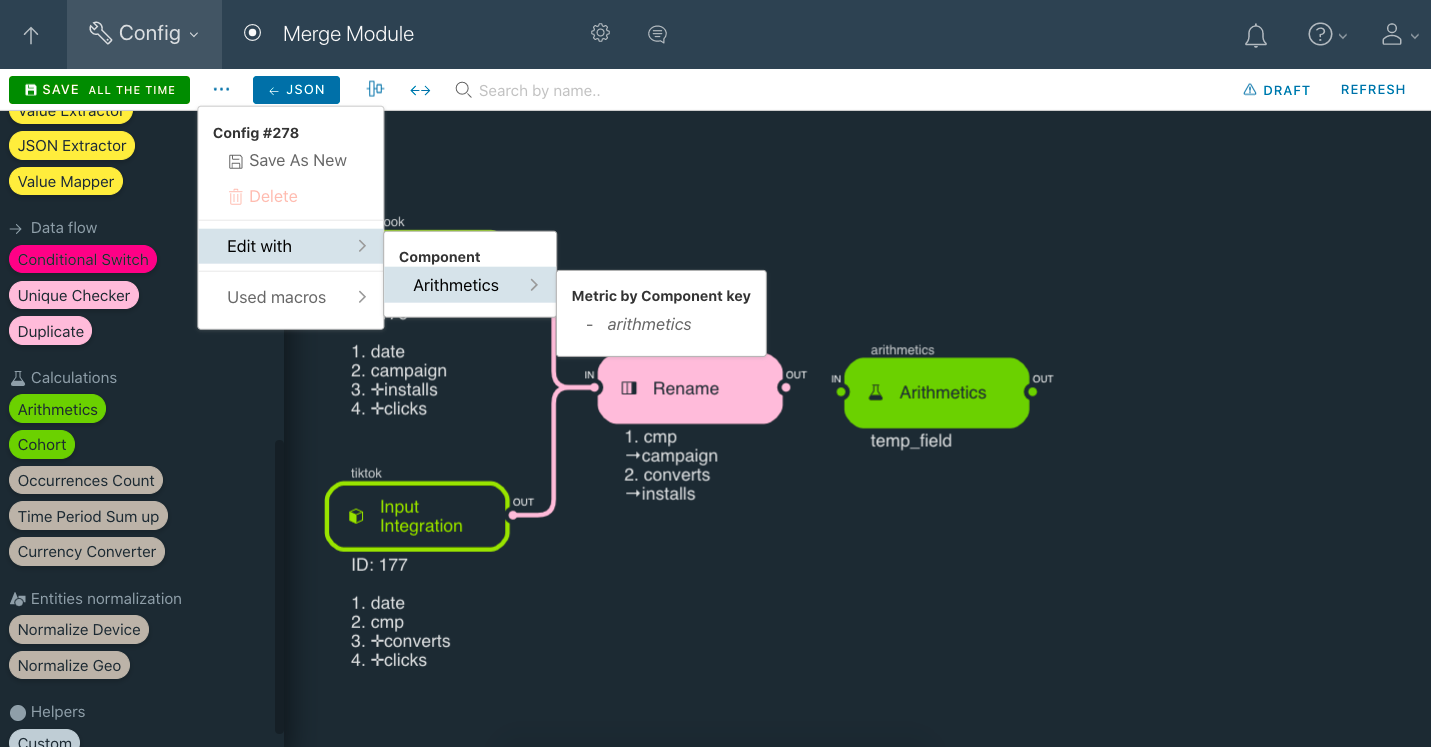 Config
Merge Module
SAVE ALL THE TIME
...
← JSON
Search by name..
DRAFT
REFRESH
Value Extractor
JSON Extractor
Value Mapper
→ Data flow
Conditional Switch
Unique Checker
Duplicate
Calculations
Arithmetics
Cohort
Occurrences Count
Time Period Sum up
Currency Converter
Entities normalization
Normalize Device
Normalize Geo
Helpers
Custom
Config #278
Save As New
Delete
Edit with
Used macros
Component
Arithmetics
Metric by Component key
- arithmetics
1. date
2. campaign
3. ✛installs
4. ✛clicks
tiktok
Input
Integration
OUT
ID: 177
1. date
2. cmp
3. ✛converts
4. ✛clicks
IN
Rename
OUT
1. cmp
→campaign
2. converts
→installs
arithmetics
IN
Arithmetics
OUT
temp_field